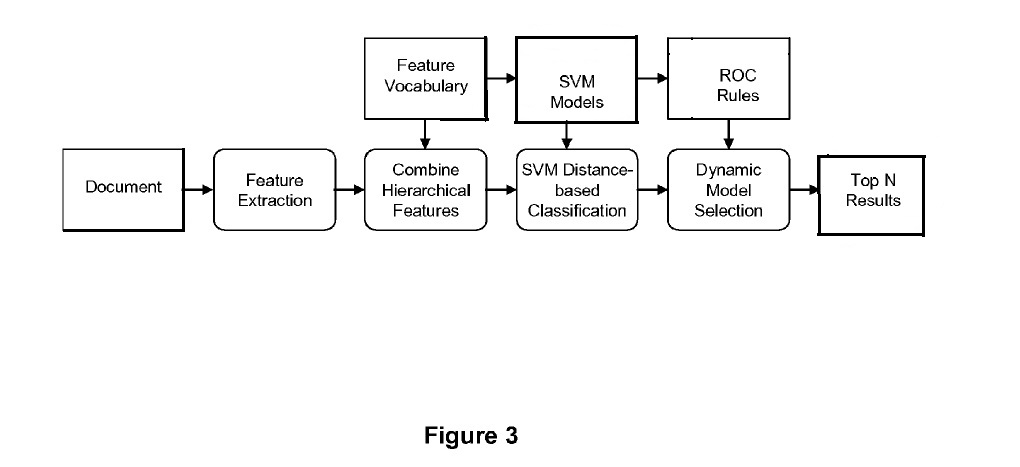 Feature
Vocabulary
SVM
Models
ROC
Rules
Document
Feature
Extraction
Combine
Hierarchical
Features
SVM Distance-
based
Classification
Dynamic
Model
Selection
Top N
Results
Figure 3